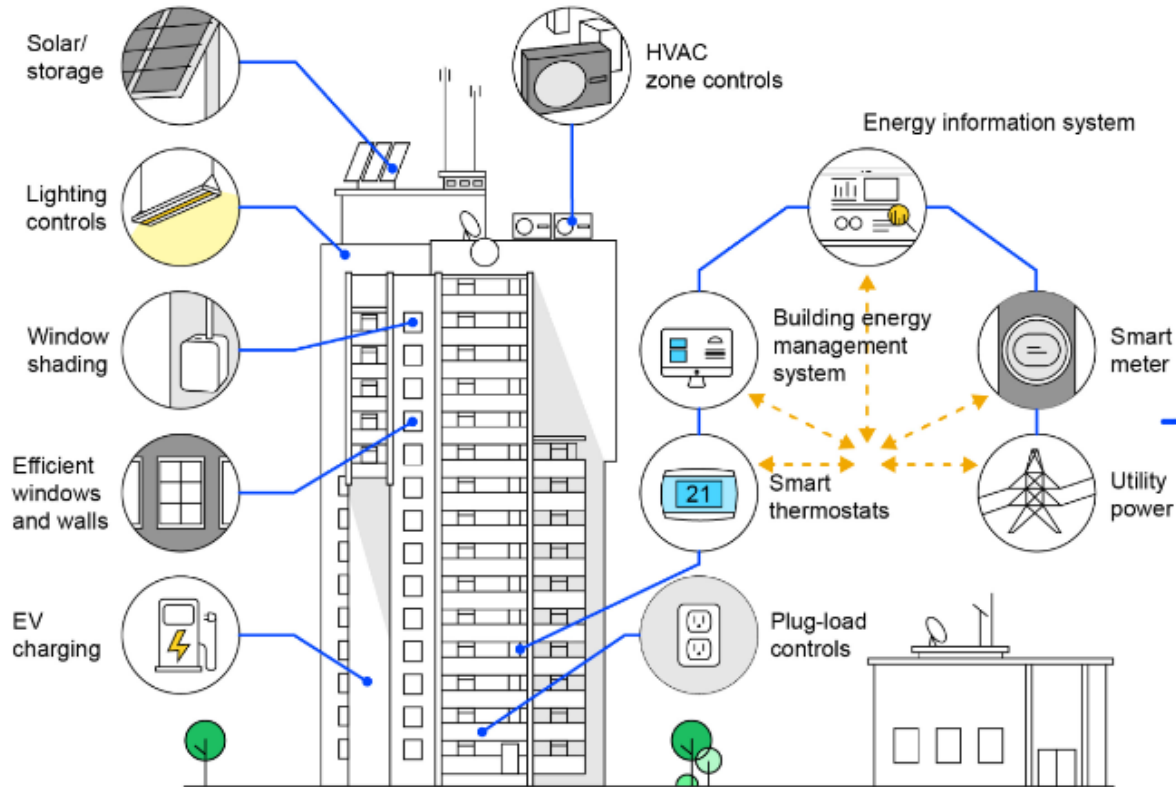 Solar/
storage
HVAC
zone controls
Energy information system
Lighting
controls
Window
shading
Building energy
management
system
Smart
meter
Efficient
windows
and walls
21
Smart
thermostats
Utility
power
EV
charging
Plug-load
controls